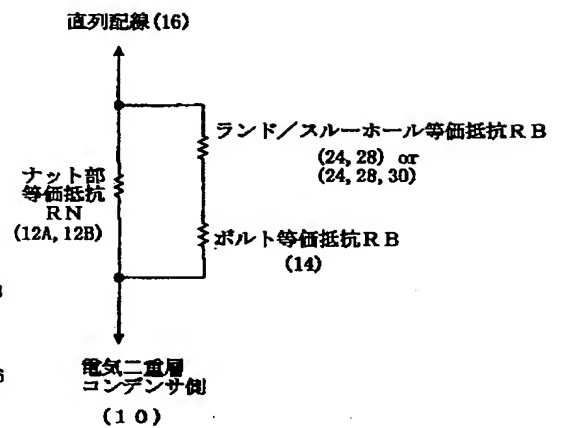 直列配線(16)
ランド／スルーホール等価抵抗ＲＢ
(24, 28) or
(24, 28, 30)
ナット部
等価抵抗
ＲＮ
(12A, 12B)
ボルト等価抵抗ＲＢ
(14)
電気二重層
コンデンサ側
(１０)